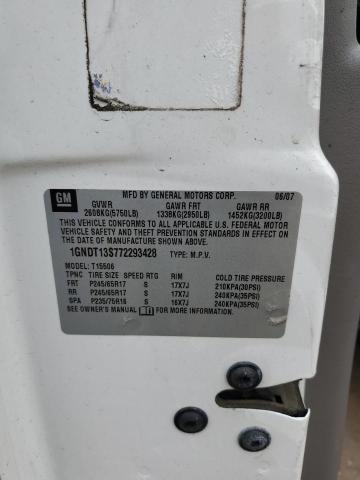 GM
MFD BY GENERAL MOTORS CORP. 06/07
GVWR GAWR FRT GAWR RR
2608KG(5750LB) 1338KG(2950LB) 1452KG(3200LB)
THIS VEHICLE CONFORMS TO ALL APPLICABLE U.S. FEDERAL MOTOR
VEHICLE SAFETY AND THEFT PREVENTION STANDARDS IN EFFECT
ON THE DATE OF MANUFACTURE SHOWN ABOVE.
1GNDT13S772293428 TYPE: M.P.V.
MODEL: T15506
TPNC TIRE SIZE SPEED RTG RIM COLD TIRE PRESSURE
FRT P245/65R17 S 17X7J 210KPA(30PSI)
RR P245/65R17 S 17X7J 240KPA(35PSI)
SPA P235/75R16 S 16X7J 240KPA(35PSI)
SEE OWNER'S MANUAL FOR MORE INFORMATION.